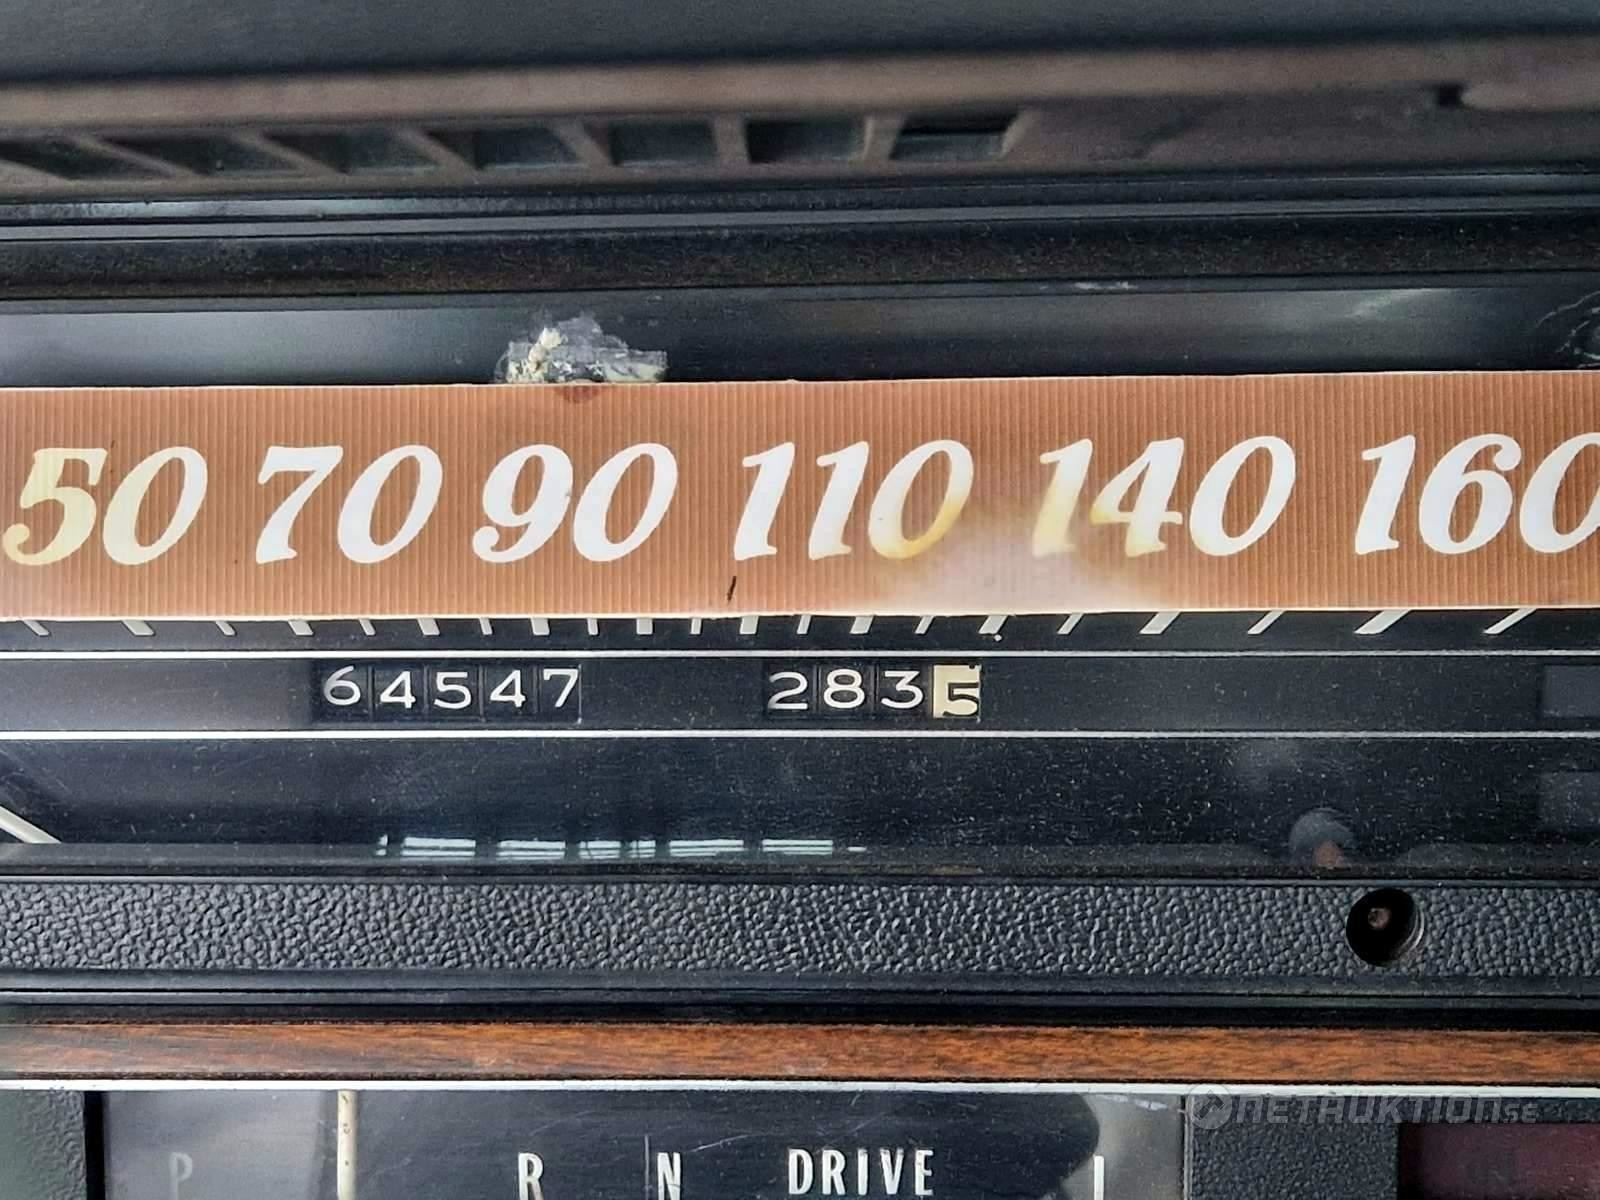 50 70 90 110 140 160
64547 2835
NETAUKTION.SE
P R N DRIVE L